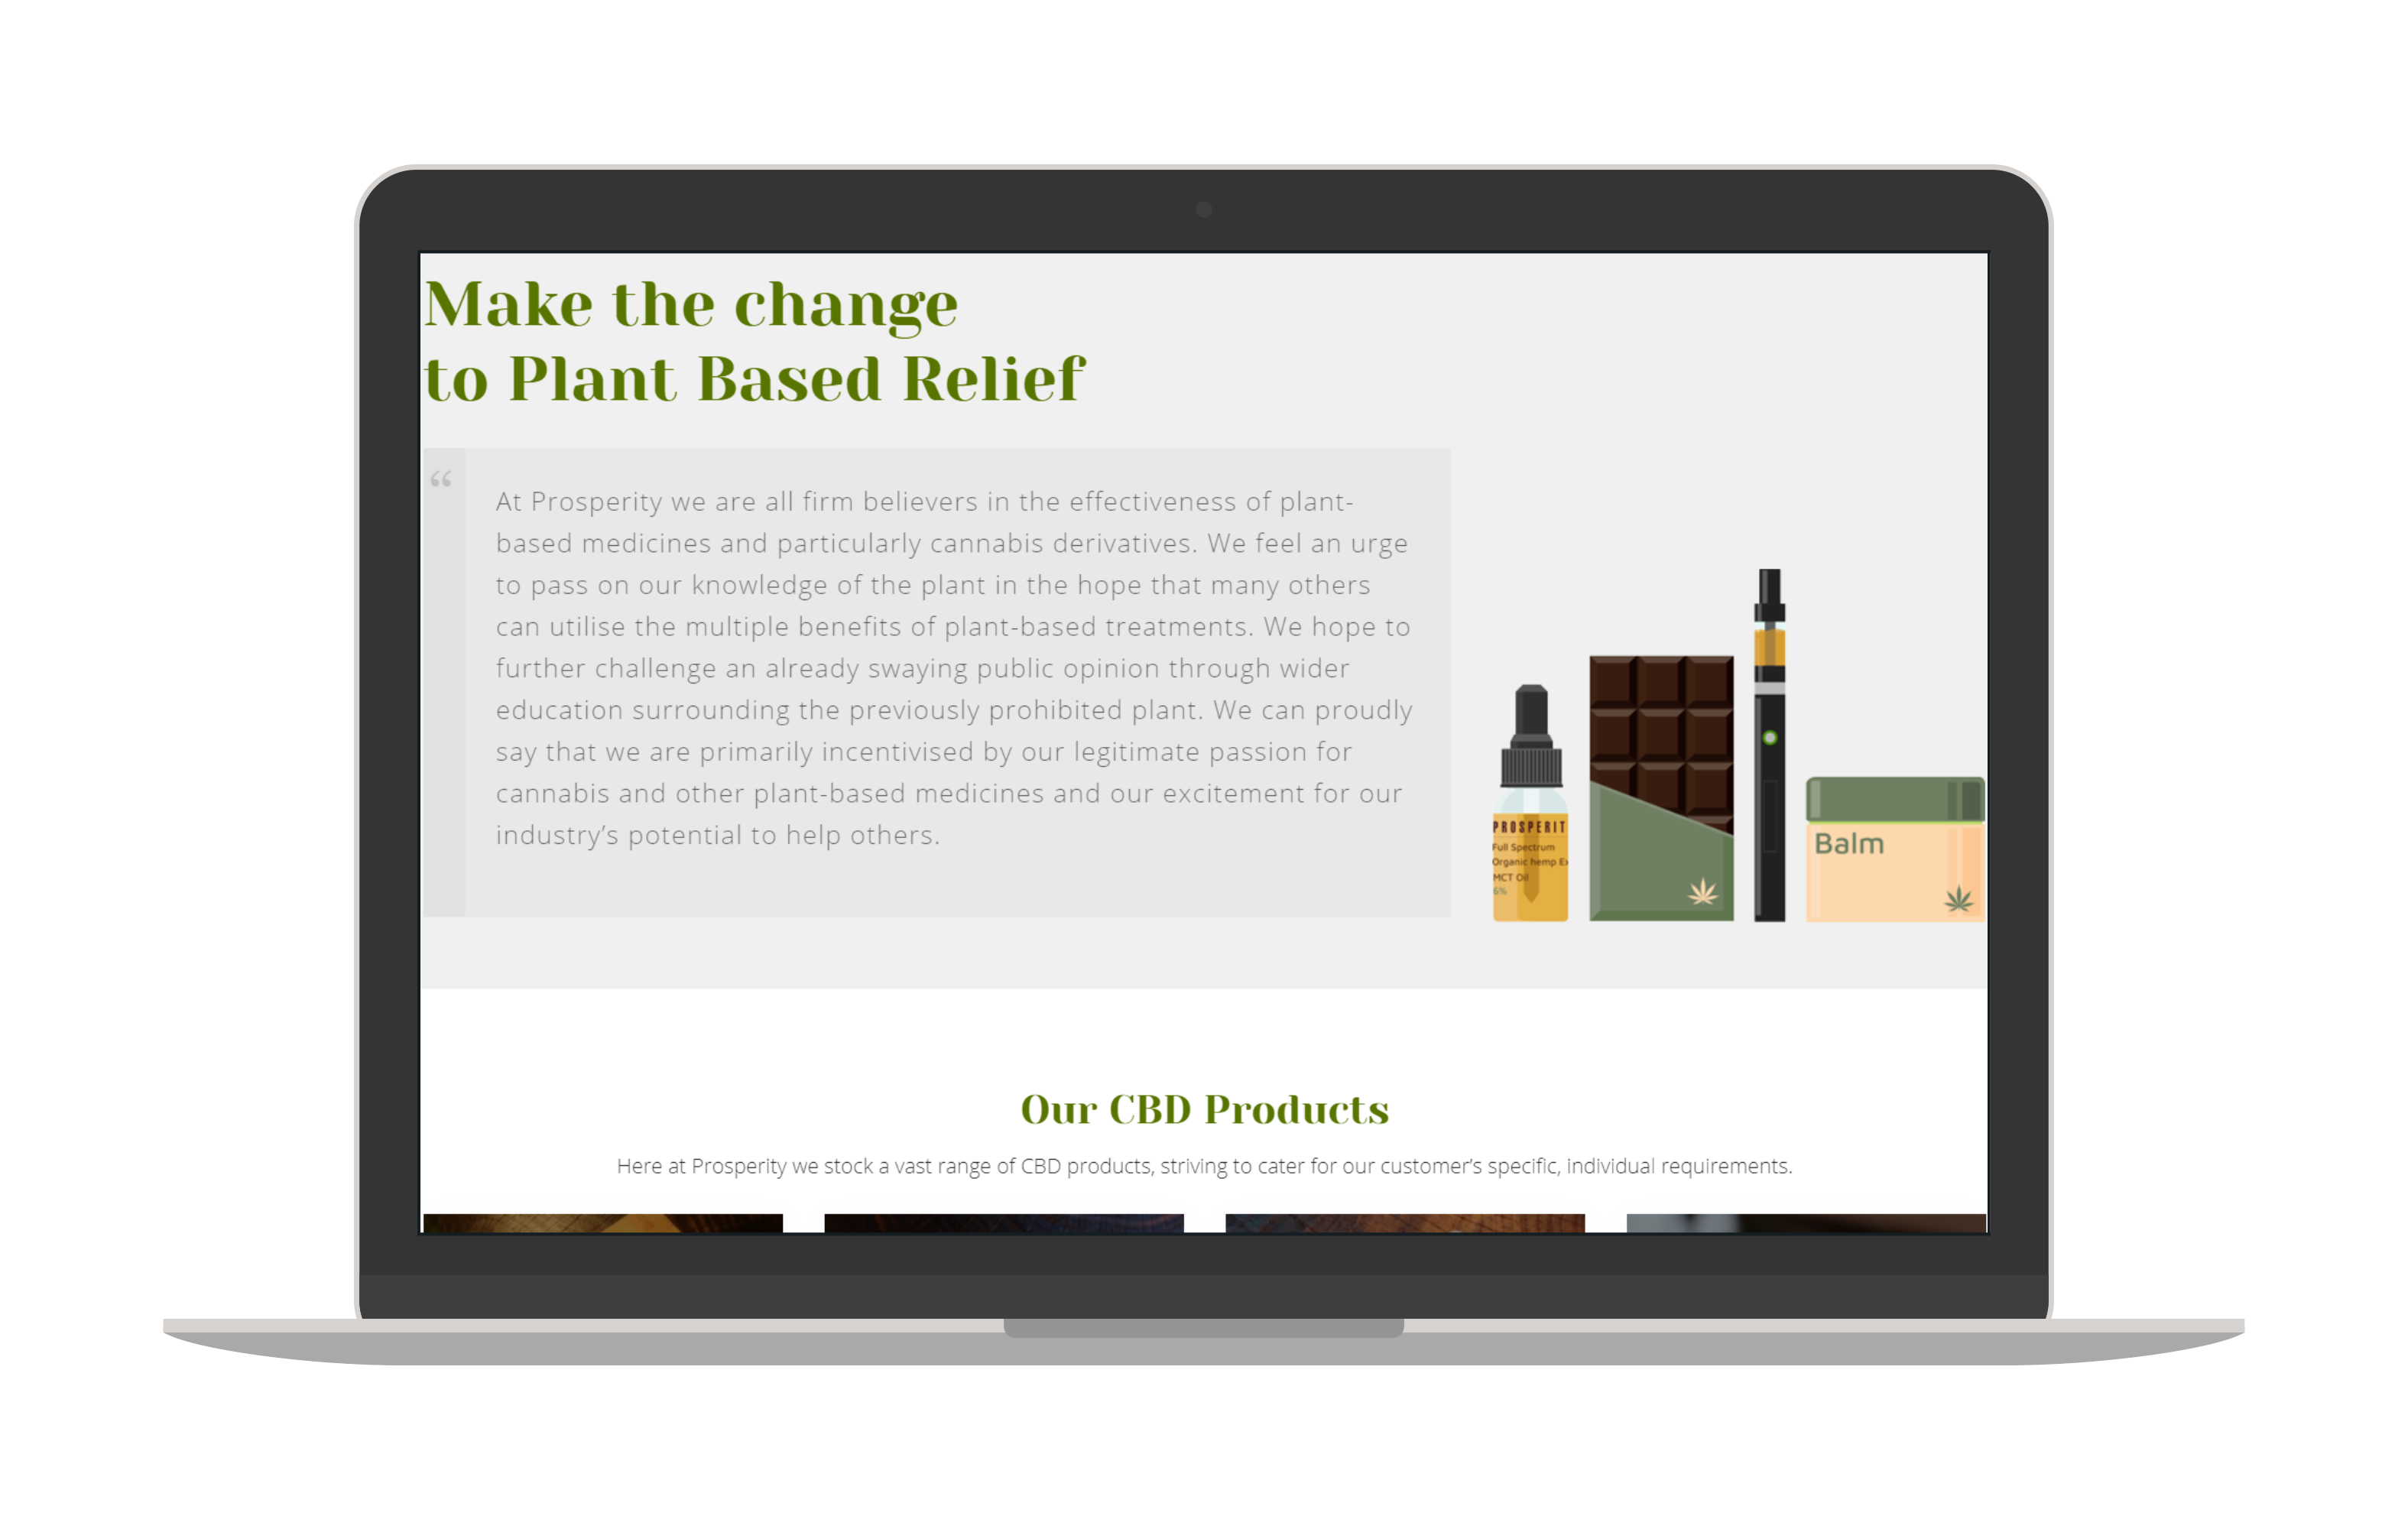 Make the change
to Plant Based Relief
“
At Prosperity we are all firm believers in the effectiveness of plant-
based medicines and particularly cannabis derivatives. We feel an urge
to pass on our knowledge of the plant in the hope that many others
can utilise the multiple benefits of plant-based treatments. We hope to
further challenge an already swaying public opinion through wider
education surrounding the previously prohibited plant. We can proudly
say that we are primarily incentivised by our legitimate passion for
cannabis and other plant-based medicines and our excitement for our
industry’s potential to help others.
PROSPERIT
Full Spectrum
Organic hemp Ex
MCT Oil
6%
Balm
Our CBD Products
Here at Prosperity we stock a vast range of CBD products, striving to cater for our customer’s specific, individual requirements.